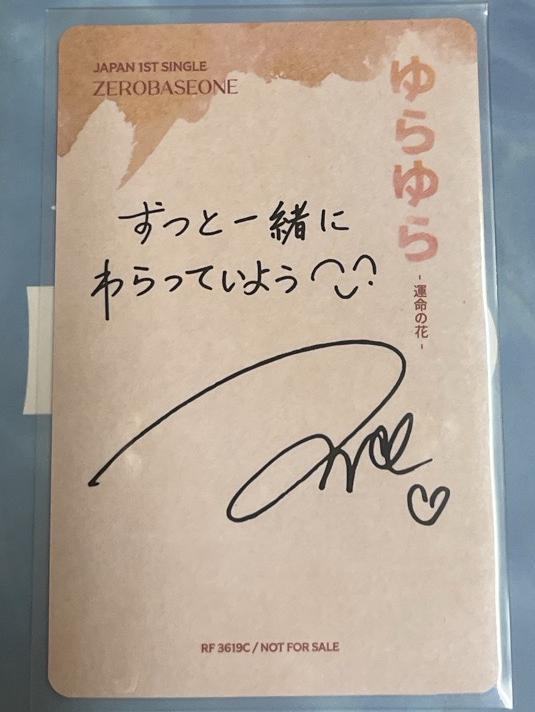 JAPAN 1ST SINGLE
ZEROBASEONE
ゆらゆら
- 運命の花 -
ずっと一緒に
わらっていよう
RF 3619C / NOT FOR SALE